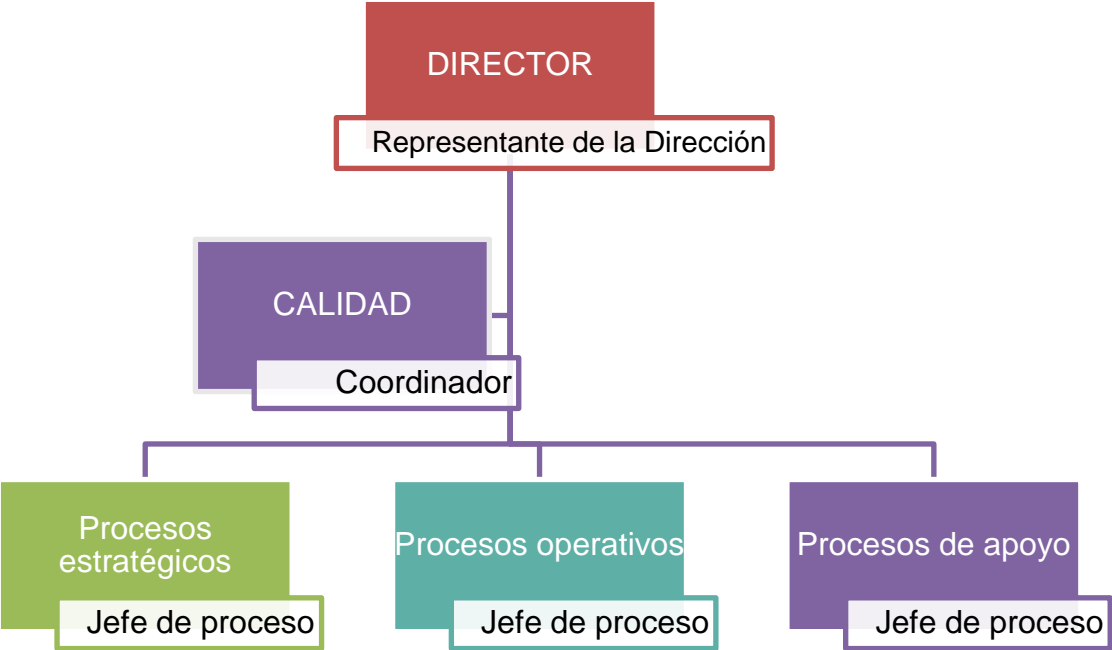 DIRECTOR
Representante de la Dirección
CALIDAD
Coordinador
Procesos
estratégicos
Jefe de proceso
Procesos operativos
Jefe de proceso
Procesos de apoyo
Jefe de proceso